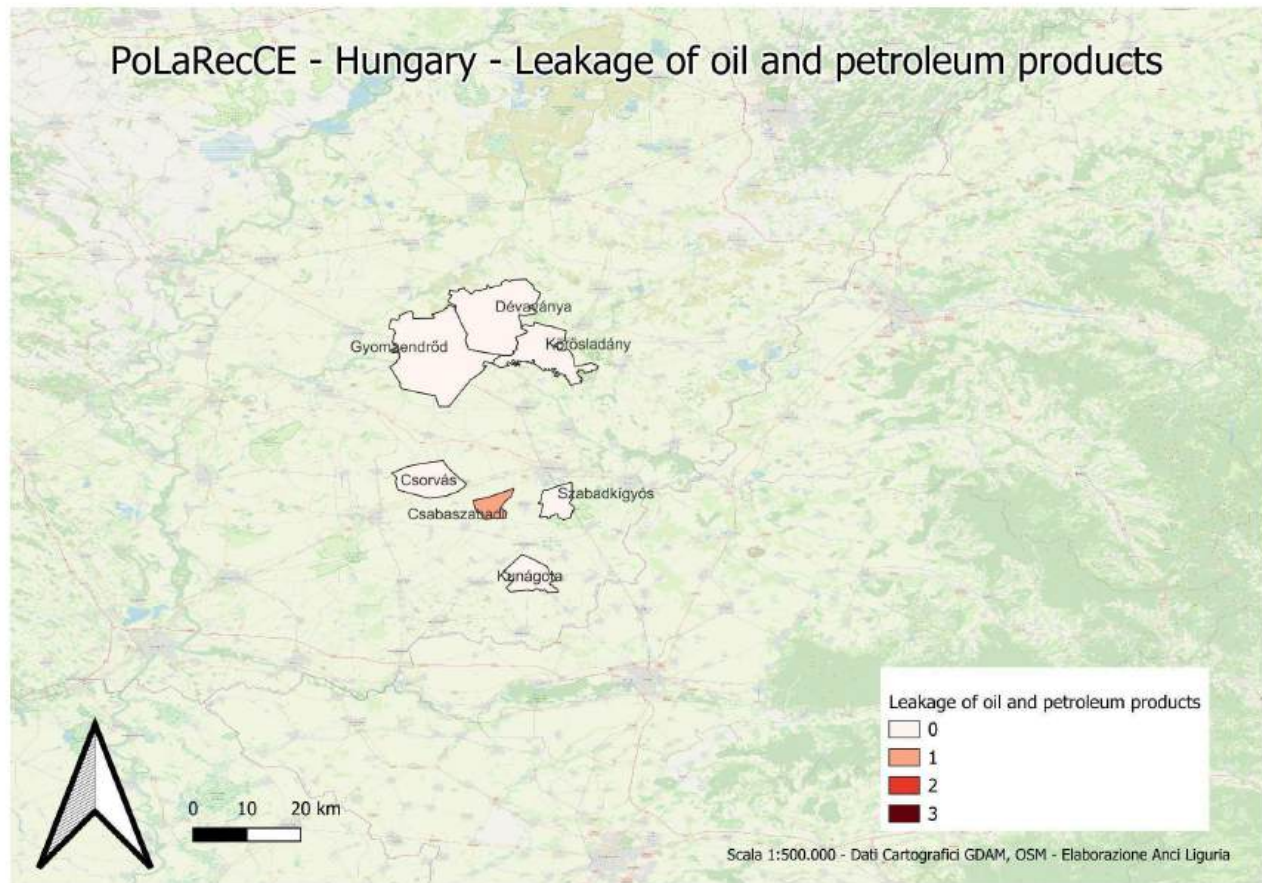 PoLaRecCE - Hungary - Leakage of oil and petroleum products
Dévaványa
Gyomaendrőd
Körösladány
Csorvás
Szabadkígyós
Csabaszabadi
Kunágota
Leakage of oil and petroleum products
0
1
2
3
0 10 20 km
Scala 1:500.000 - Dati Cartografici GDAM, OSM - Elaborazione Anci Liguria